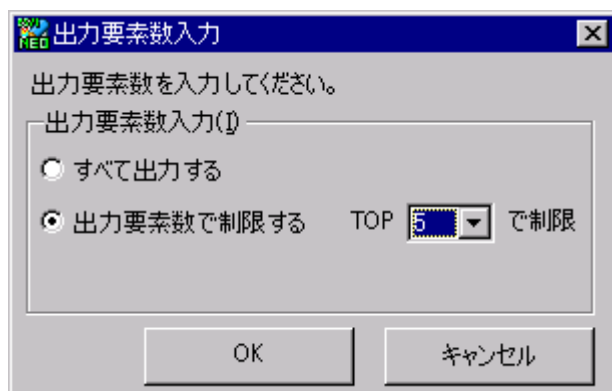 出力要素数入力
出力要素数を入力してください。
出力要素数入力(I)
すべて出力する
出力要素数で制限する TOP 5 で制限
OK キャンセル